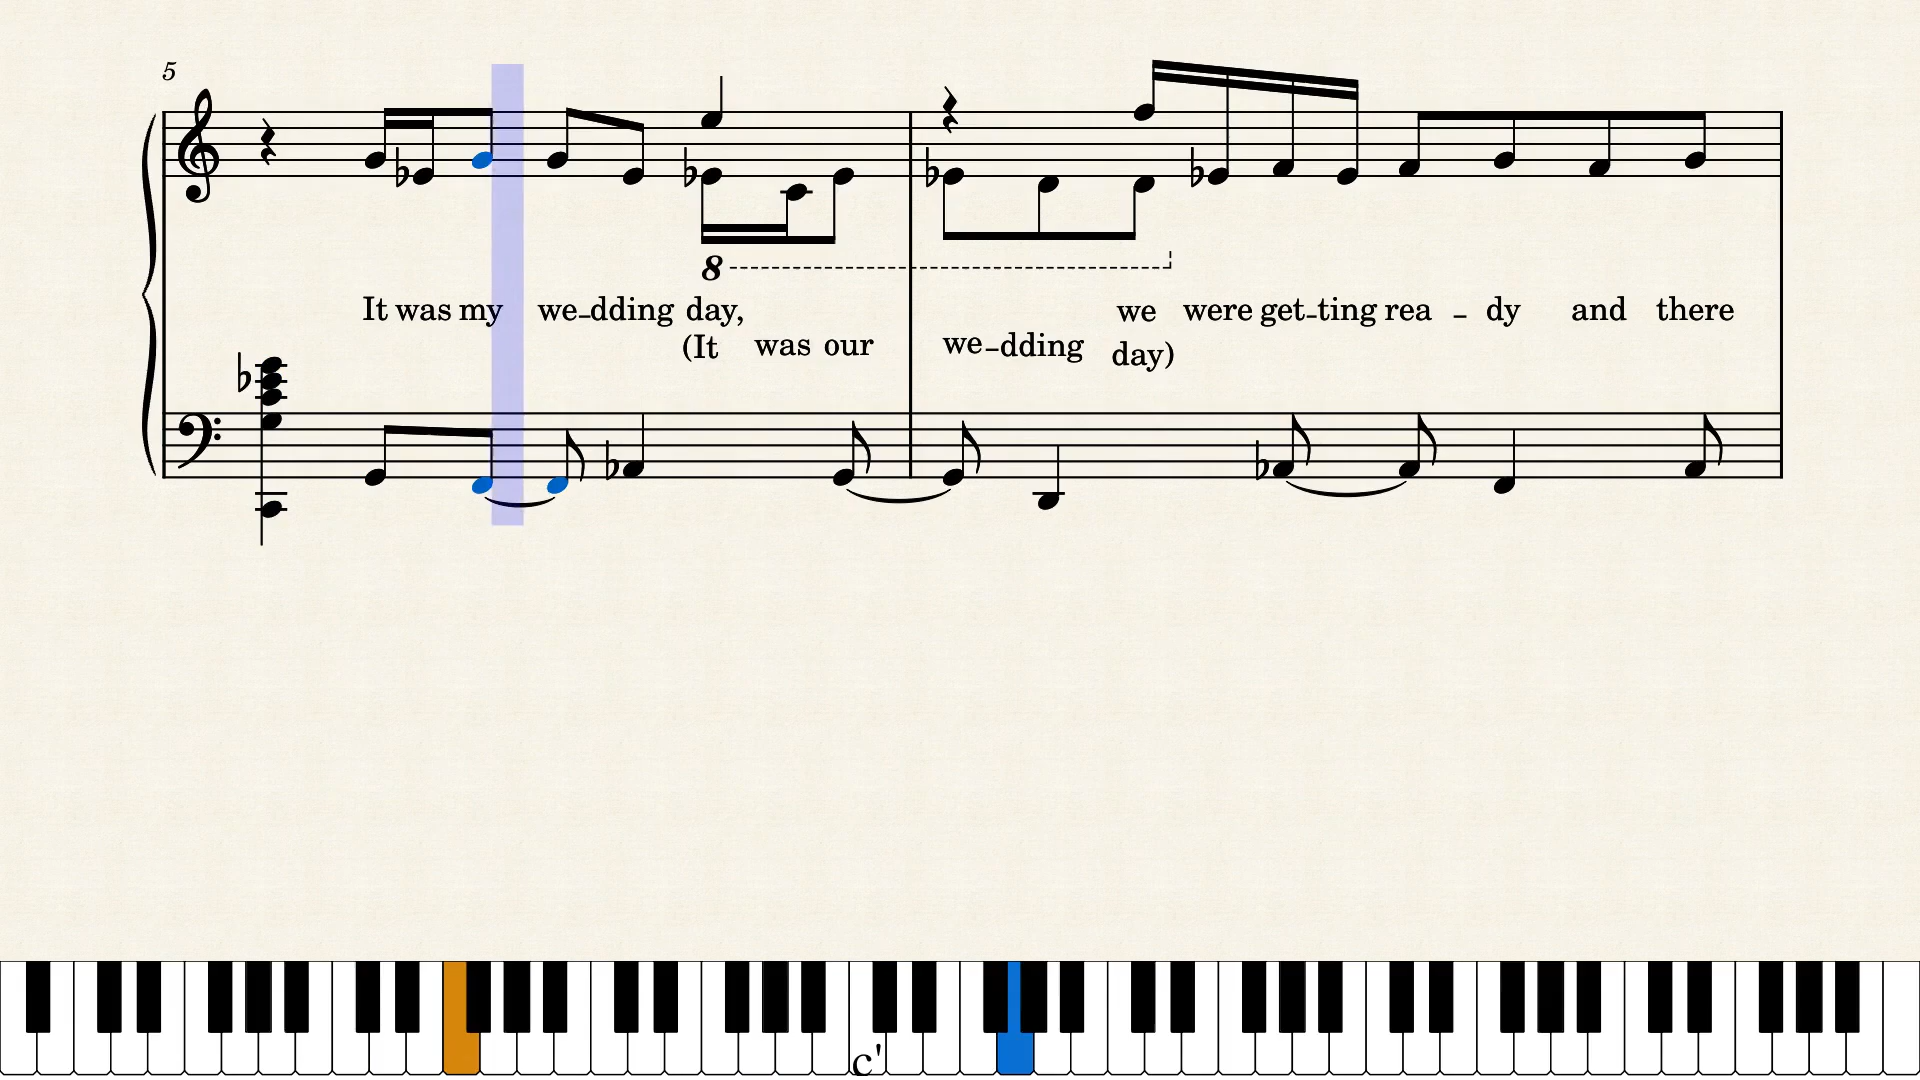 5
8
It was my we-dding day, we were get-ting rea - dy and there
(It was our we-dding day)
c'